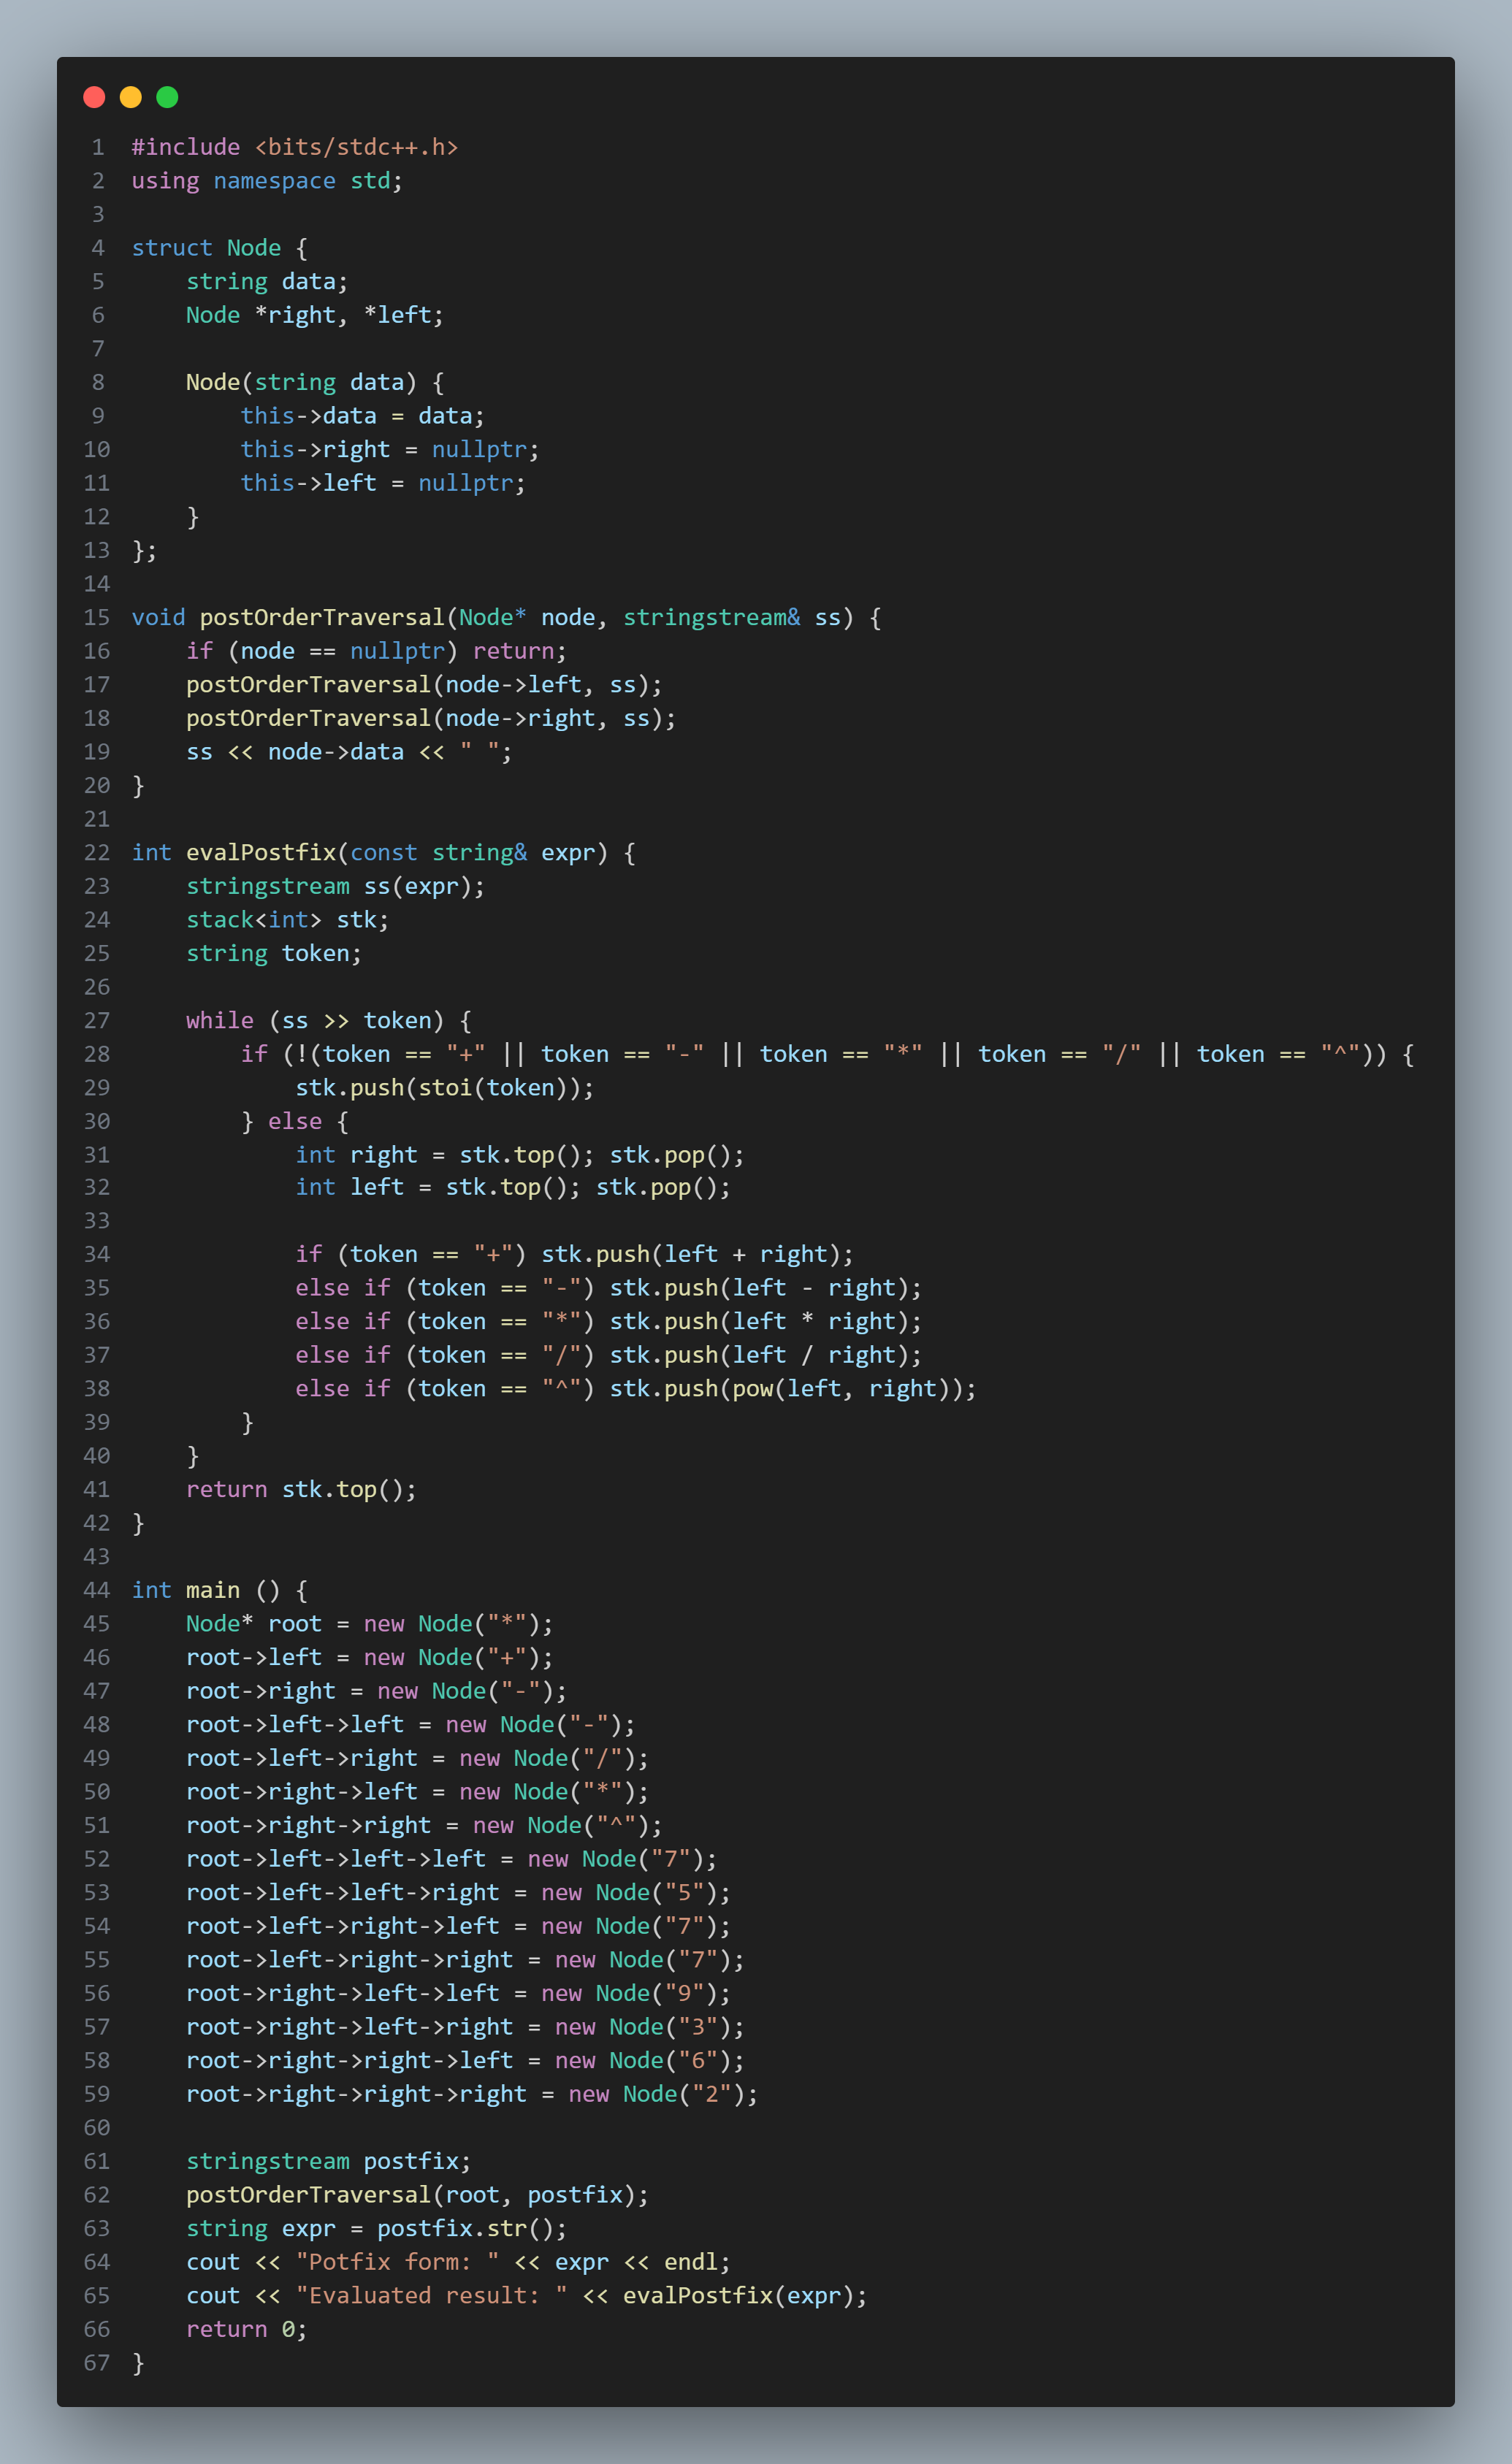 1 #include <bits/stdc++.h>
2 using namespace std;
3
4 struct Node {
5     string data;
6     Node *right, *left;
7
8     Node(string data) {
9         this->data = data;
10         this->right = nullptr;
11         this->left = nullptr;
12     }
13 };
14
15 void postOrderTraversal(Node* node, stringstream& ss) {
16     if (node == nullptr) return;
17     postOrderTraversal(node->left, ss);
18     postOrderTraversal(node->right, ss);
19     ss << node->data << " ";
20 }
21
22 int evalPostfix(const string& expr) {
23     stringstream ss(expr);
24     stack<int> stk;
25     string token;
26
27     while (ss >> token) {
28         if (!(token == "+" || token == "-" || token == "*" || token == "/" || token == "^")) {
29             stk.push(stoi(token));
30         } else {
31             int right = stk.top(); stk.pop();
32             int left = stk.top(); stk.pop();
33
34             if (token == "+") stk.push(left + right);
35             else if (token == "-") stk.push(left - right);
36             else if (token == "*") stk.push(left * right);
37             else if (token == "/") stk.push(left / right);
38             else if (token == "^") stk.push(pow(left, right));
39         }
40     }
41     return stk.top();
42 }
43
44 int main () {
45     Node* root = new Node("*");
46     root->left = new Node("+");
47     root->right = new Node("-");
48     root->left->left = new Node("-");
49     root->left->right = new Node("/");
50     root->right->left = new Node("*");
51     root->right->right = new Node("^");
52     root->left->left->left = new Node("7");
53     root->left->left->right = new Node("5");
54     root->left->right->left = new Node("7");
55     root->left->right->right = new Node("7");
56     root->right->left->left = new Node("9");
57     root->right->left->right = new Node("3");
58     root->right->right->left = new Node("6");
59     root->right->right->right = new Node("2");
60
61     stringstream postfix;
62     postOrderTraversal(root, postfix);
63     string expr = postfix.str();
64     cout << "Potfix form: " << expr << endl;
65     cout << "Evaluated result: " << evalPostfix(expr);
66     return 0;
67 }